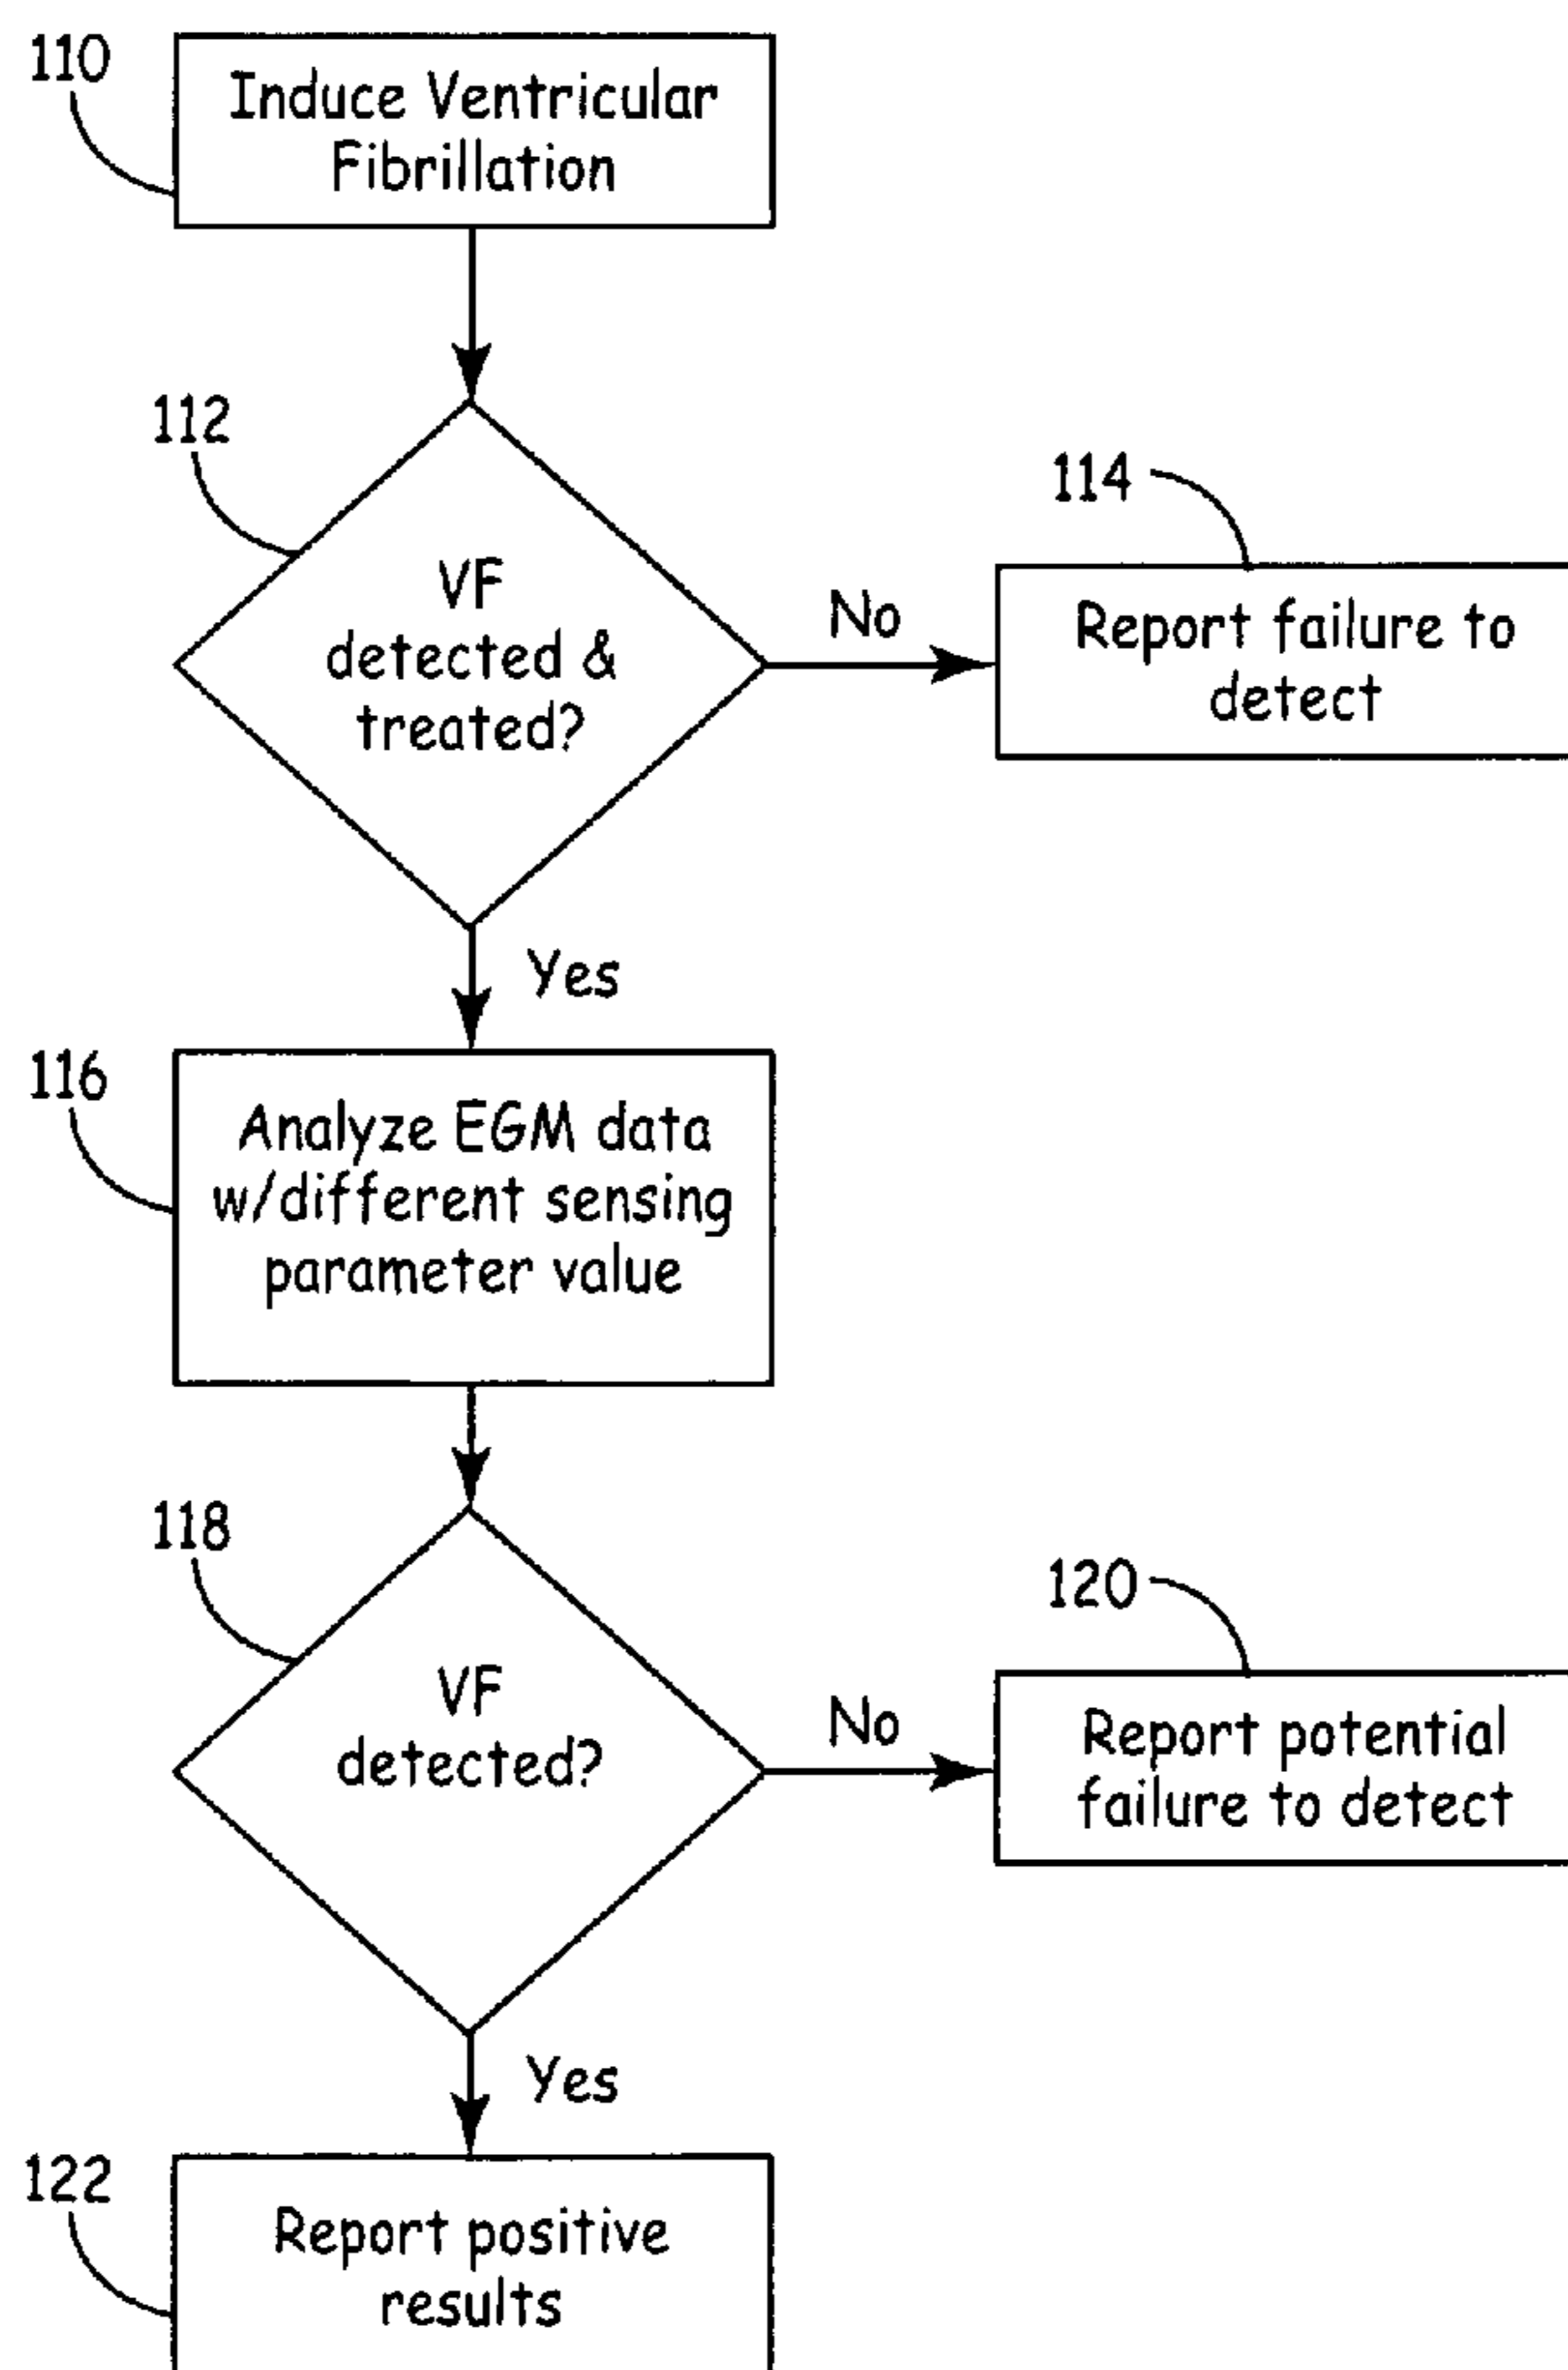 110
Induce Ventricular
Fibrillation
112
VF
detected &
treated?
No
114
Report failure to
detect
Yes
116
Analyze EGM data
w/different sensing
parameter value
118
VF
detected?
No
120
Report potential
failure to detect
Yes
122
Report positive
results